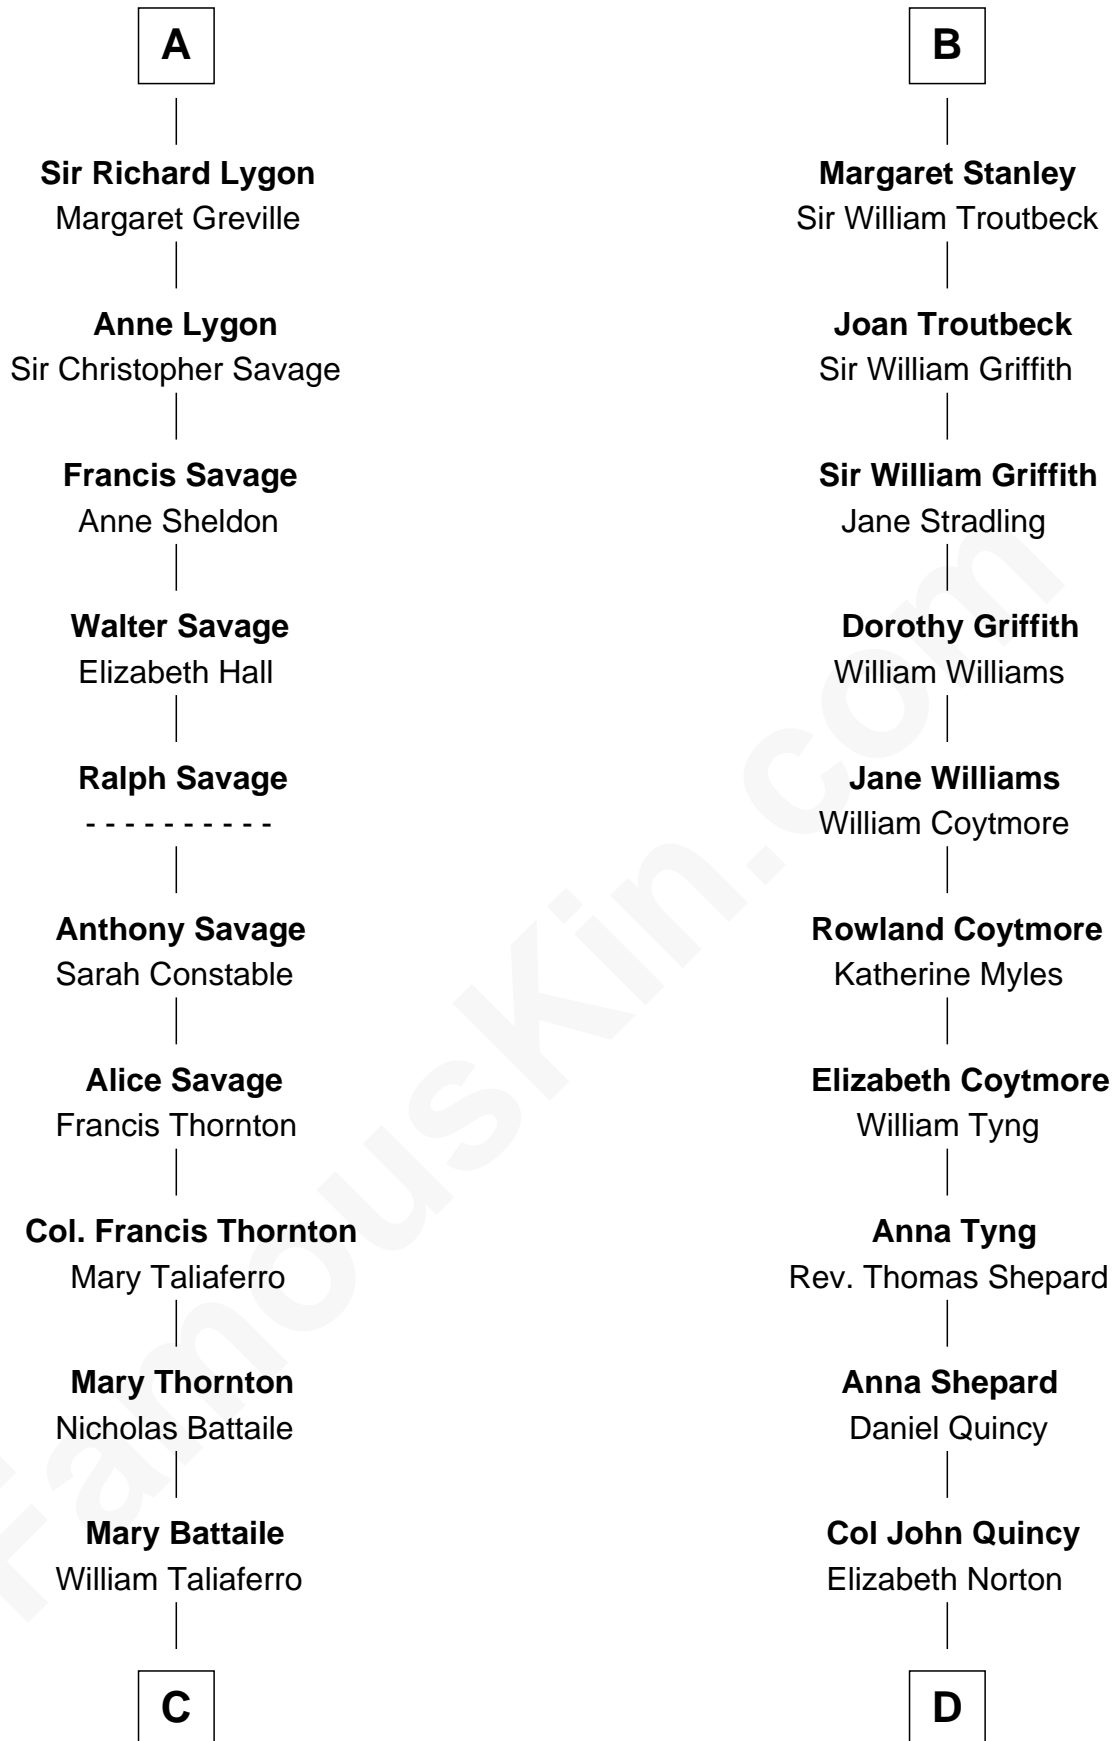 A
Sir Richard Lygon
Margaret Greville
Anne Lygon
Sir Christopher Savage
Francis Savage
Anne Sheldon
Walter Savage
Elizabeth Hall
Ralph Savage
- - - - - - - - - -
Anthony Savage
Sarah Constable
Alice Savage
Francis Thornton
Col. Francis Thornton
Mary Taliaferro
Mary Thornton
Nicholas Battaile
Mary Battaile
William Taliaferro
C
B
Margaret Stanley
Sir William Troutbeck
Joan Troutbeck
Sir William Griffith
Sir William Griffith
Jane Stradling
Dorothy Griffith
William Williams
Jane Williams
William Coytmore
Rowland Coytmore
Katherine Myles
Elizabeth Coytmore
William Tyng
Anna Tyng
Rev. Thomas Shepard
Anna Shepard
Daniel Quincy
Col John Quincy
Elizabeth Norton
D
FamousKin.com